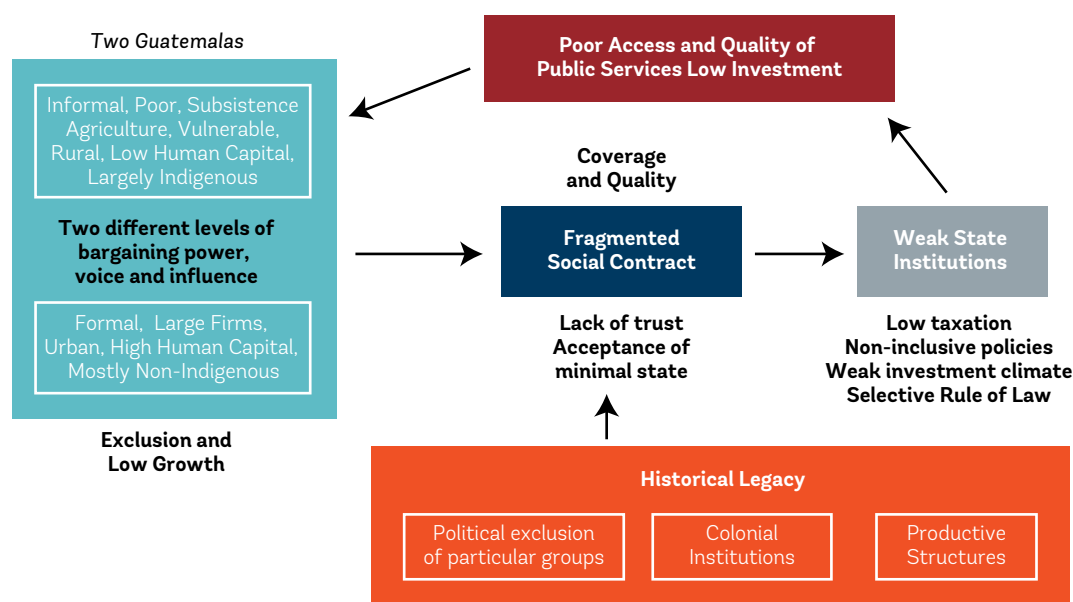 Two Guatemalas
Informal, Poor, Subsistence
Agriculture, Vulnerable,
Rural, Low Human Capital,
Largely Indigenous
Two different levels of
bargaining power,
voice and influence
Formal, Large Firms,
Urban, High Human Capital,
Mostly Non-Indigenous
Exclusion and
Low Growth
Poor Access and Quality of
Public Services Low Investment
Coverage
and Quality
Fragmented
Social Contract
Lack of trust
Acceptance of
minimal state
Weak State
Institutions
Low taxation
Non-inclusive policies
Weak investment climate
Selective Rule of Law
Historical Legacy
Political exclusion
of particular groups
Colonial
Institutions
Productive
Structures